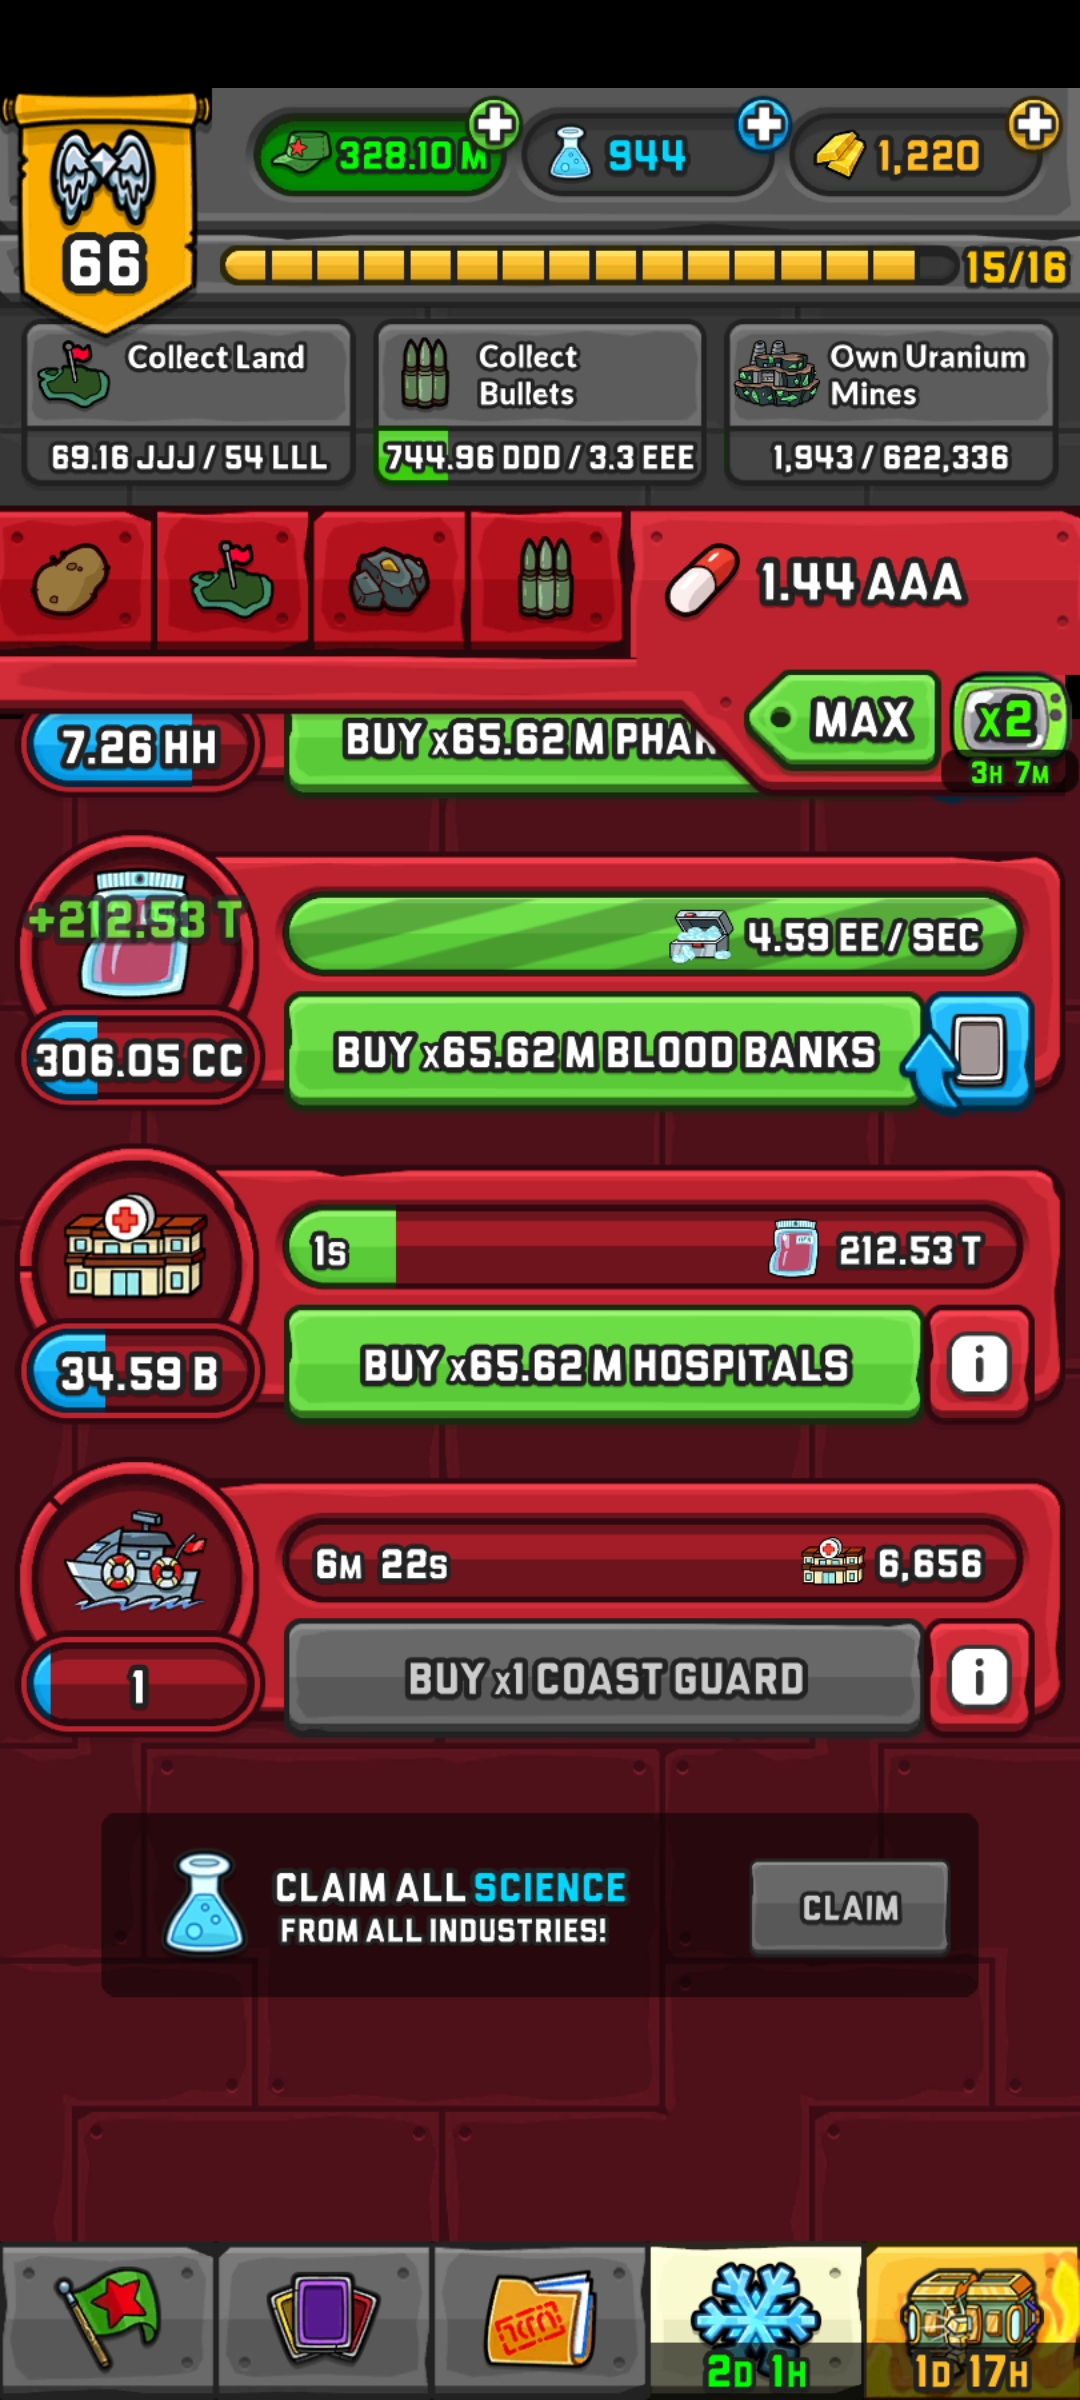 328.10 M
944
1,220
66
15/16
Collect Land
69.16 JJJ / 54 LLL
Collect
Bullets
744.96 DDD / 3.3 EEE
Own Uranium
Mines
1,943 / 622,336
1.44 AAA
MAX
x2
3H 7M
7.26 HH
BUY x65.62 M
+212.53 T
4.59 EE / SEC
306.05 CC
BUY x65.62 M BLOOD BANKS
1S
212.53 T
34.59 B
BUY x65.62 M HOSPITALS
i
6M 22S
6,656
1
BUY x1 COAST GUARD
i
CLAIM ALL SCIENCE
FROM ALL INDUSTRIES!
CLAIM
2D 1H
1D 17H